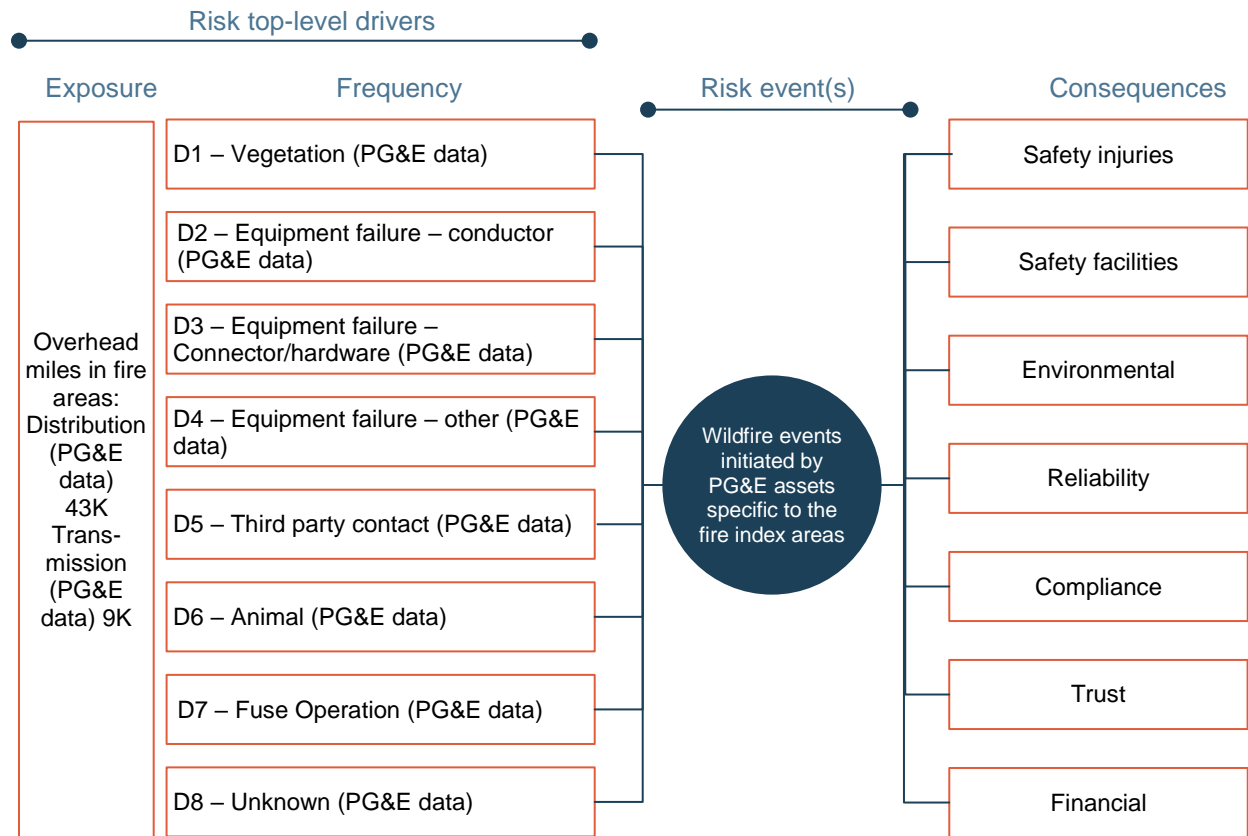 Risk top-level drivers
Exposure
Frequency
Risk event(s)
Consequences
Overhead
miles in fire
areas:
Distribution
(PG&E
data)
43K
Trans-
mission
(PG&E
data) 9K
D1 – Vegetation (PG&E data)
D2 – Equipment failure – conductor
(PG&E data)
D3 – Equipment failure –
Connector/hardware (PG&E data)
D4 – Equipment failure – other (PG&E
data)
D5 – Third party contact (PG&E data)
D6 – Animal (PG&E data)
D7 – Fuse Operation (PG&E data)
D8 – Unknown (PG&E data)
Wildfire events
initiated by
PG&E assets
specific to the
fire index areas
Safety injuries
Safety facilities
Environmental
Reliability
Compliance
Trust
Financial